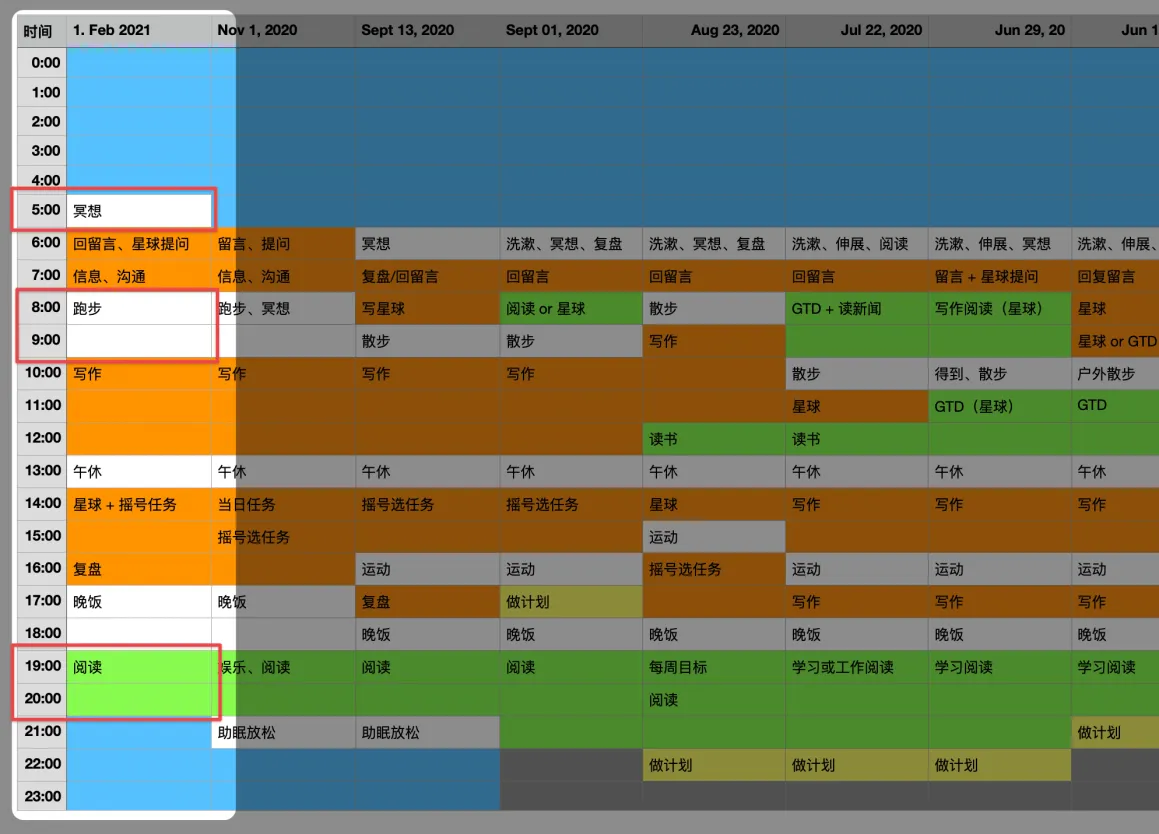 时间 1. Feb 2021 Nov 1, 2020 Sept 13, 2020 Sept 01, 2020 Aug 23, 2020 Jul 22, 2020 Jun 29, 20 Jun 1
0:00
1:00
2:00
3:00
4:00
5:00 冥想
6:00 回留言、星球提问 留言、提问 冥想 洗漱、冥想、复盘 洗漱、冥想、复盘 洗漱、伸展、阅读 洗漱、伸展、冥想 洗漱、伸展、
7:00 信息、沟通 信息、沟通 复盘/回留言 回留言 回留言 回留言 留言 + 星球提问 回复留言
8:00 跑步 跑步、冥想 写星球 阅读 or 星球 散步 GTD + 读新闻 写作阅读（星球） 星球
9:00 散步 散步 写作 星球 or GTD
10:00 写作 写作 写作 写作 散步 得到、散步 户外散步
11:00 星球 GTD（星球） GTD
12:00 读书 读书
13:00 午休 午休 午休 午休 午休 午休 午休 午休
14:00 星球 + 摇号任务 当日任务 摇号选任务 摇号选任务 星球 写作 写作 写作
15:00 摇号选任务 运动
16:00 复盘 运动 运动 摇号选任务 运动 运动 运动
17:00 晚饭 晚饭 复盘 做计划 写作 写作 写作
18:00 晚饭 晚饭 晚饭 晚饭 晚饭 晚饭
19:00 阅读 娱乐、阅读 阅读 阅读 每周目标 学习或工作阅读 学习阅读 学习阅读
20:00 阅读
21:00 助眠放松 助眠放松 做计划
22:00 做计划 做计划 做计划
23:00